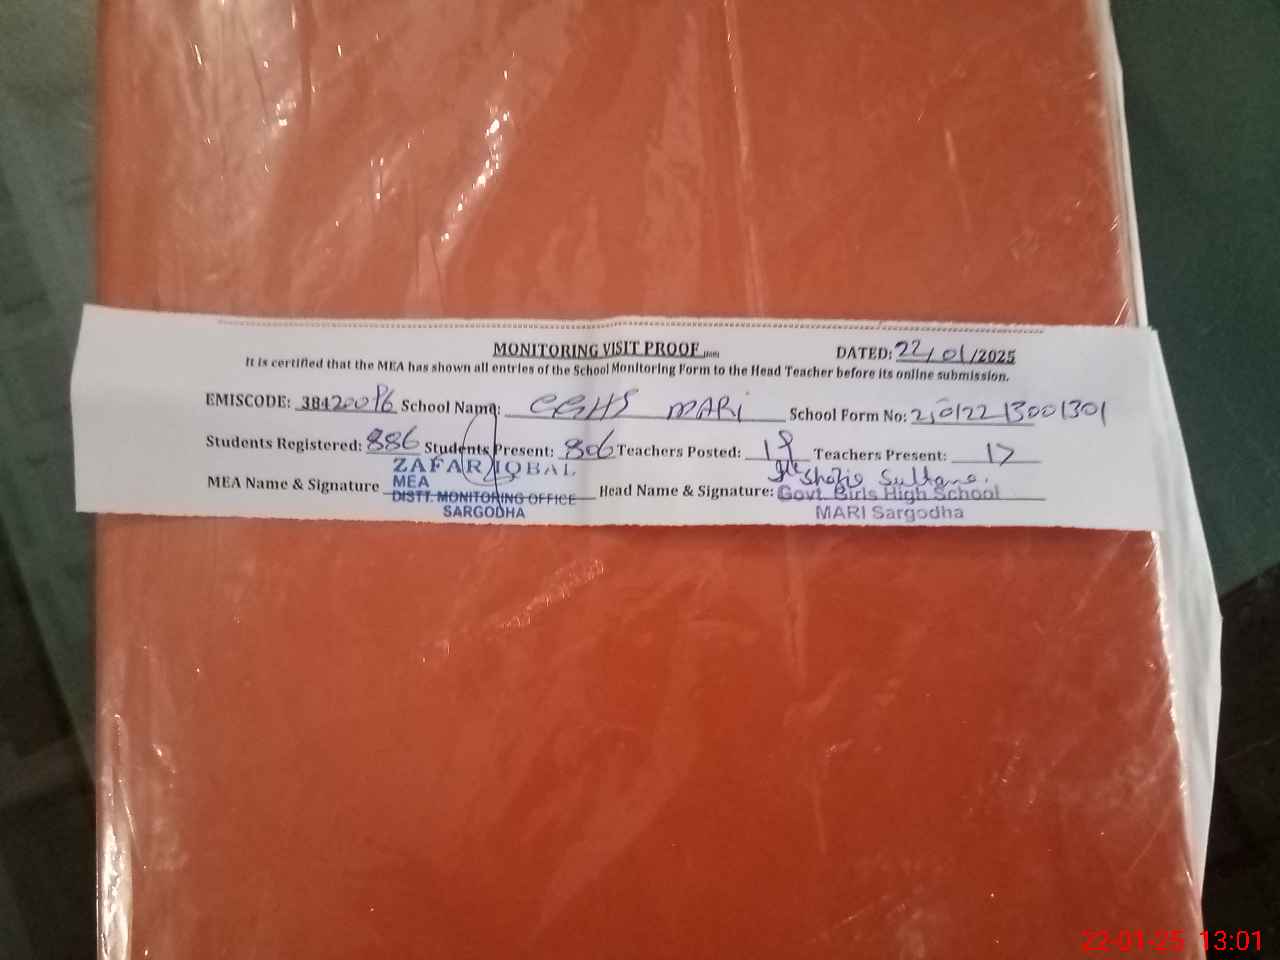 MONITORING VISIT PROOF DATED: 22/01/2025
It is certified that the MEA has shown all entries of the School Monitoring Form to the Head Teacher before its online submission.
EMISCODE: 38420086 School Name: GGHS MARI School Form No:
Students Registered: 886 Students Present: 806 Teachers Posted: 19 Teachers Present: 17
ZAFAR IQBAL
MEA Name & Signature MEA
DISTT. MONITORING OFFICE
SARGODHA
Head Name & Signature: Shazia Sultana.
Govt. Girls High School
MARI Sargodha
22-01-25 13:01